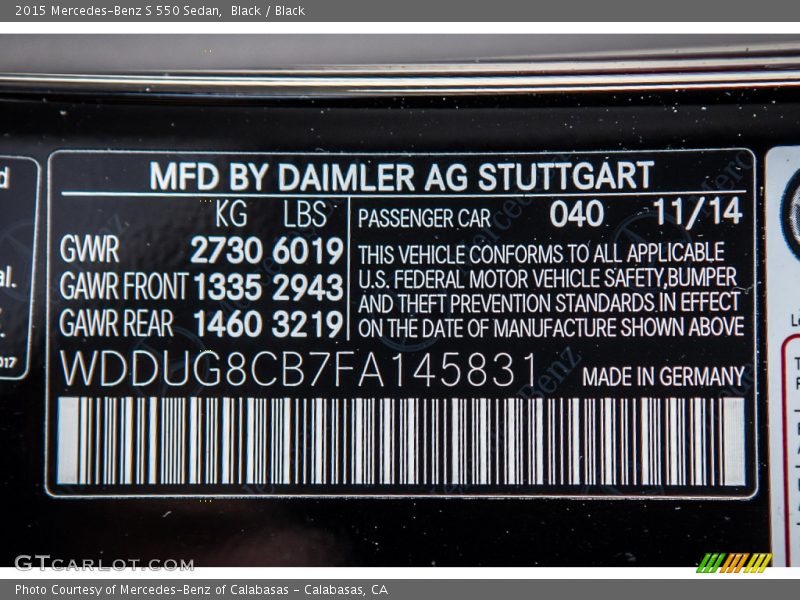 2015 Mercedes-Benz S 550 Sedan, Black / Black
MFD BY DAIMLER AG STUTTGART
KG LBS
GWR 2730 6019
GAWR FRONT 1335 2943
GAWR REAR 1460 3219
PASSENGER CAR 040 11/14
THIS VEHICLE CONFORMS TO ALL APPLICABLE
U.S. FEDERAL MOTOR VEHICLE SAFETY,BUMPER
AND THEFT PREVENTION STANDARDS IN EFFECT
ON THE DATE OF MANUFACTURE SHOWN ABOVE
WDDUG8CB7FA145831 MADE IN GERMANY
GTCARLOT.COM
Photo Courtesy of Mercedes-Benz of Calabasas - Calabasas, CA